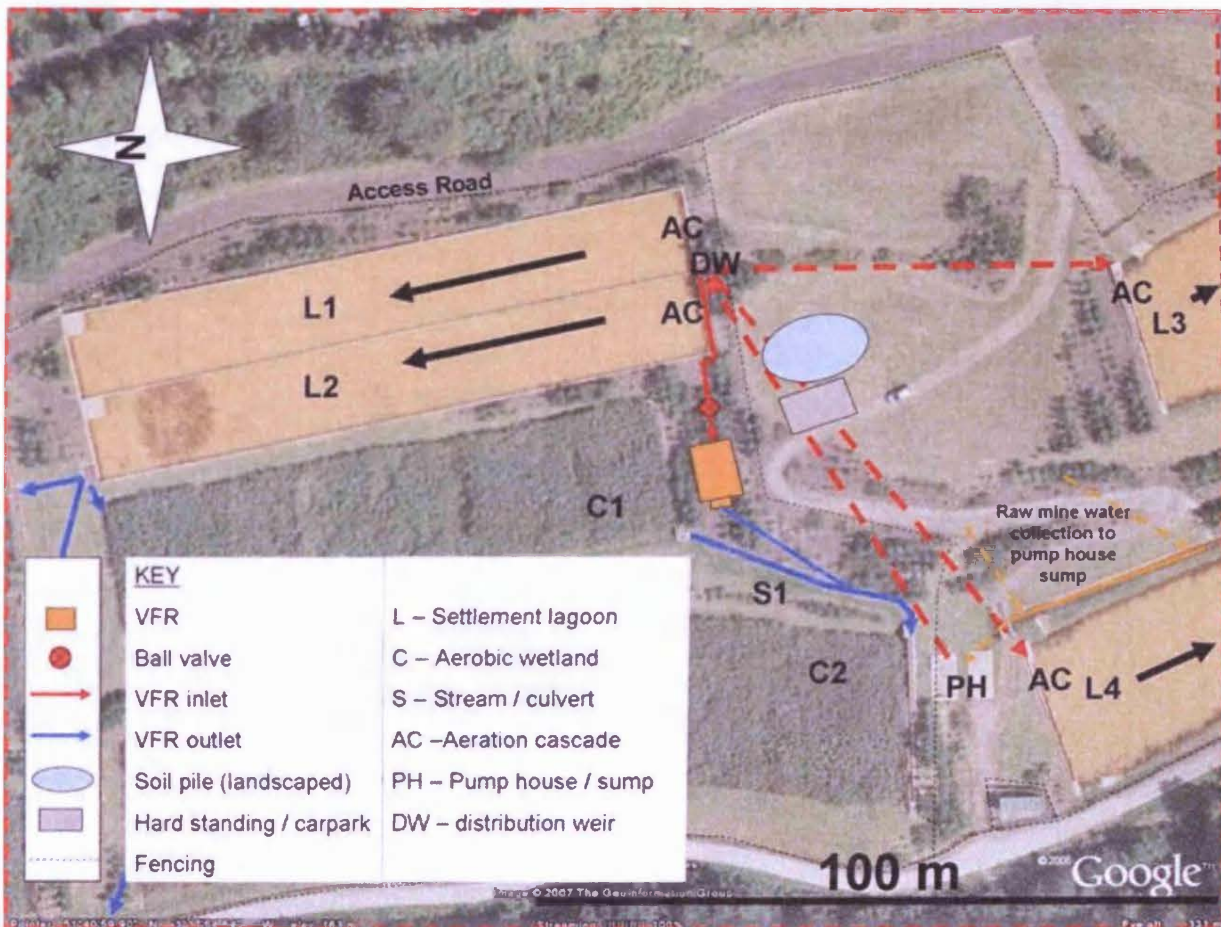 N
Access Road
AC
DW
L1
AC
AC
L3
L2
C1
Raw mine water
collection to
pump house
sump
S1
C2
PH
AC
L4
KEY
VFR
L – Settlement lagoon
Ball valve
C – Aerobic wetland
VFR inlet
S – Stream / culvert
VFR outlet
AC –Aeration cascade
Soil pile (landscaped)
PH – Pump house / sump
Hard standing / carpark
DW – distribution weir
Fencing
100 m
Google™
Image © 2007 The GeoInformation Group